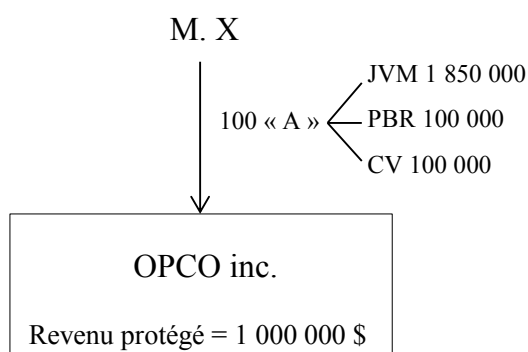 M. X
JVM 1 850 000
100 « A »
PBR 100 000
CV 100 000
OPCO inc.
Revenu protégé = 1 000 000 $